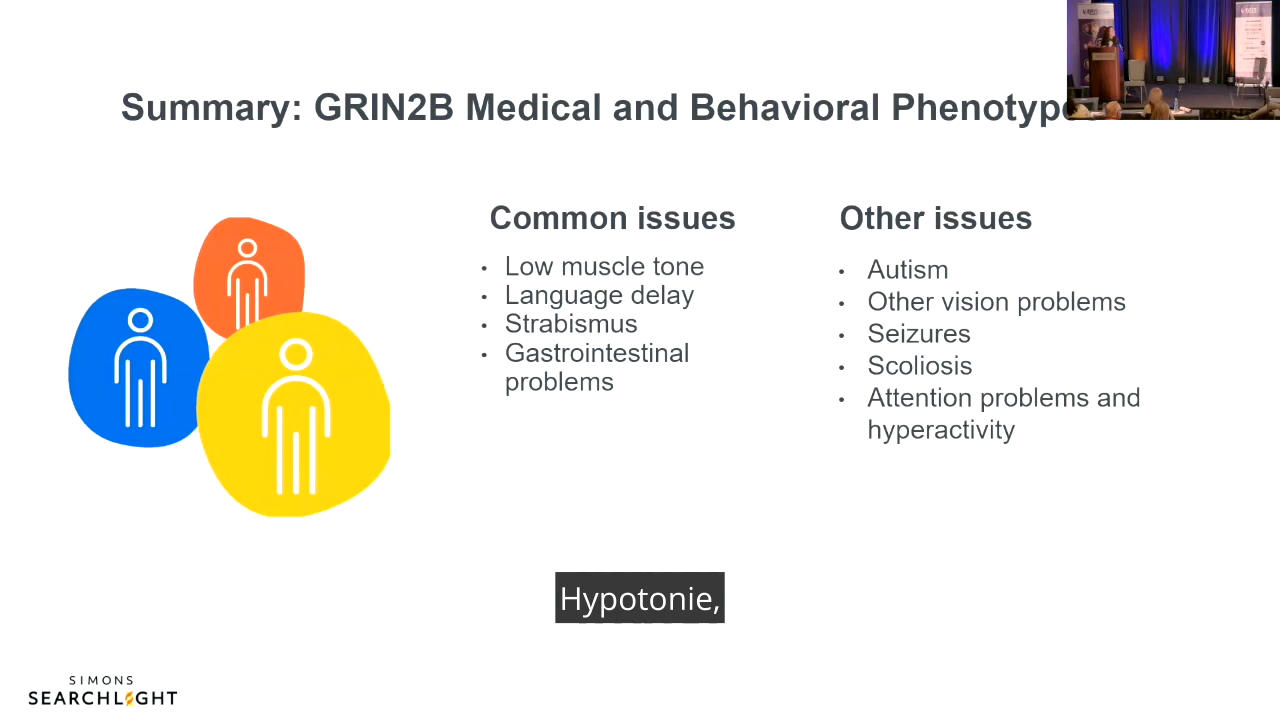 Summary: GRIN2B Medical and Behavioral Phenotype
Common issues
• Low muscle tone
• Language delay
• Strabismus
• Gastrointestinal
problems
Other issues
• Autism
• Other vision problems
• Seizures
• Scoliosis
• Attention problems and
hyperactivity
Hypotonie,
SIMONS
SEARCHLIGHT